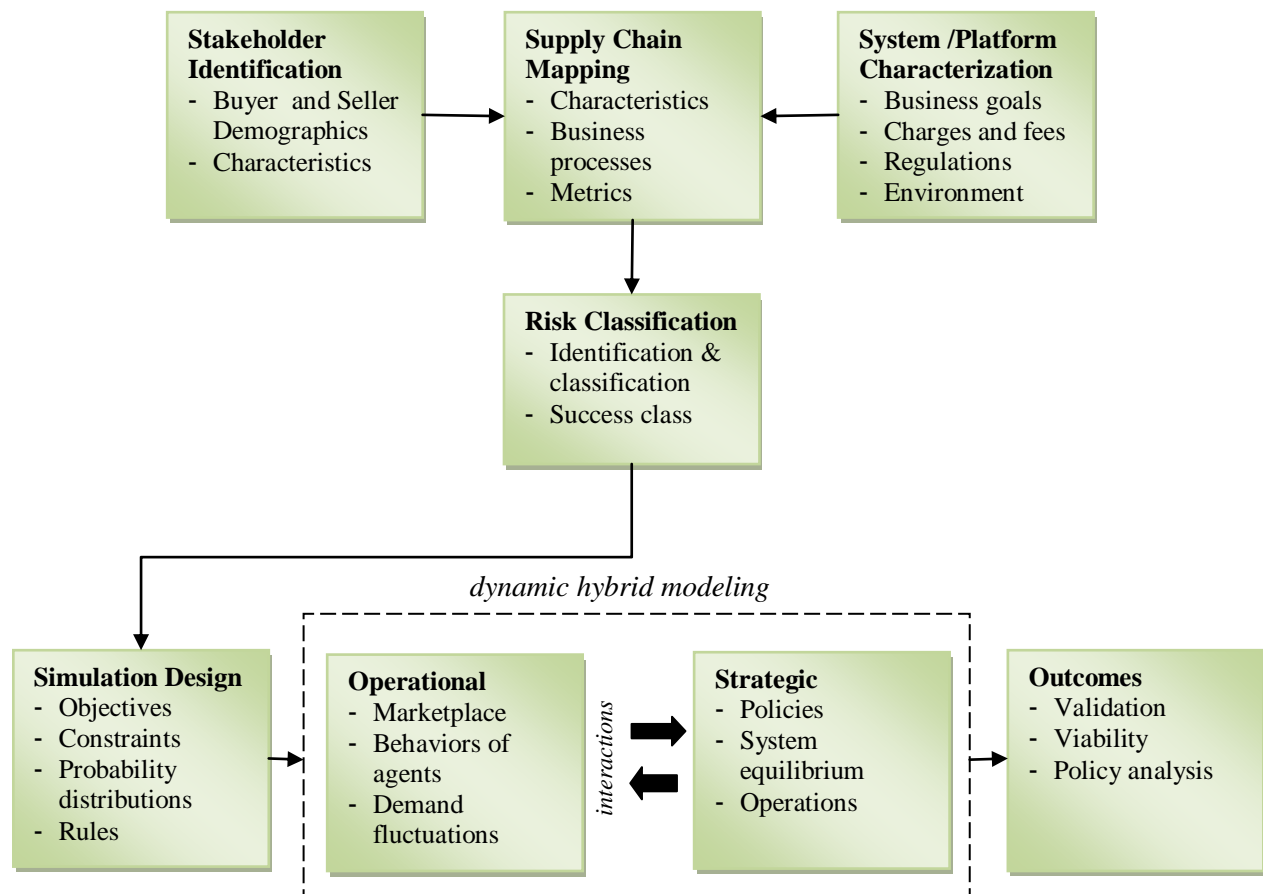 Stakeholder
Identification
- Buyer and Seller
Demographics
- Characteristics
Supply Chain
Mapping
- Characteristics
- Business
processes
- Metrics
System /Platform
Characterization
- Business goals
- Charges and fees
- Regulations
- Environment
Risk Classification
- Identification &
classification
- Success class
dynamic hybrid modeling
Simulation Design
- Objectives
- Constraints
- Probability
distributions
- Rules
Operational
- Marketplace
- Behaviors of
agents
- Demand
fluctuations
interactions
Strategic
- Policies
- System
equilibrium
- Operations
Outcomes
- Validation
- Viability
- Policy analysis